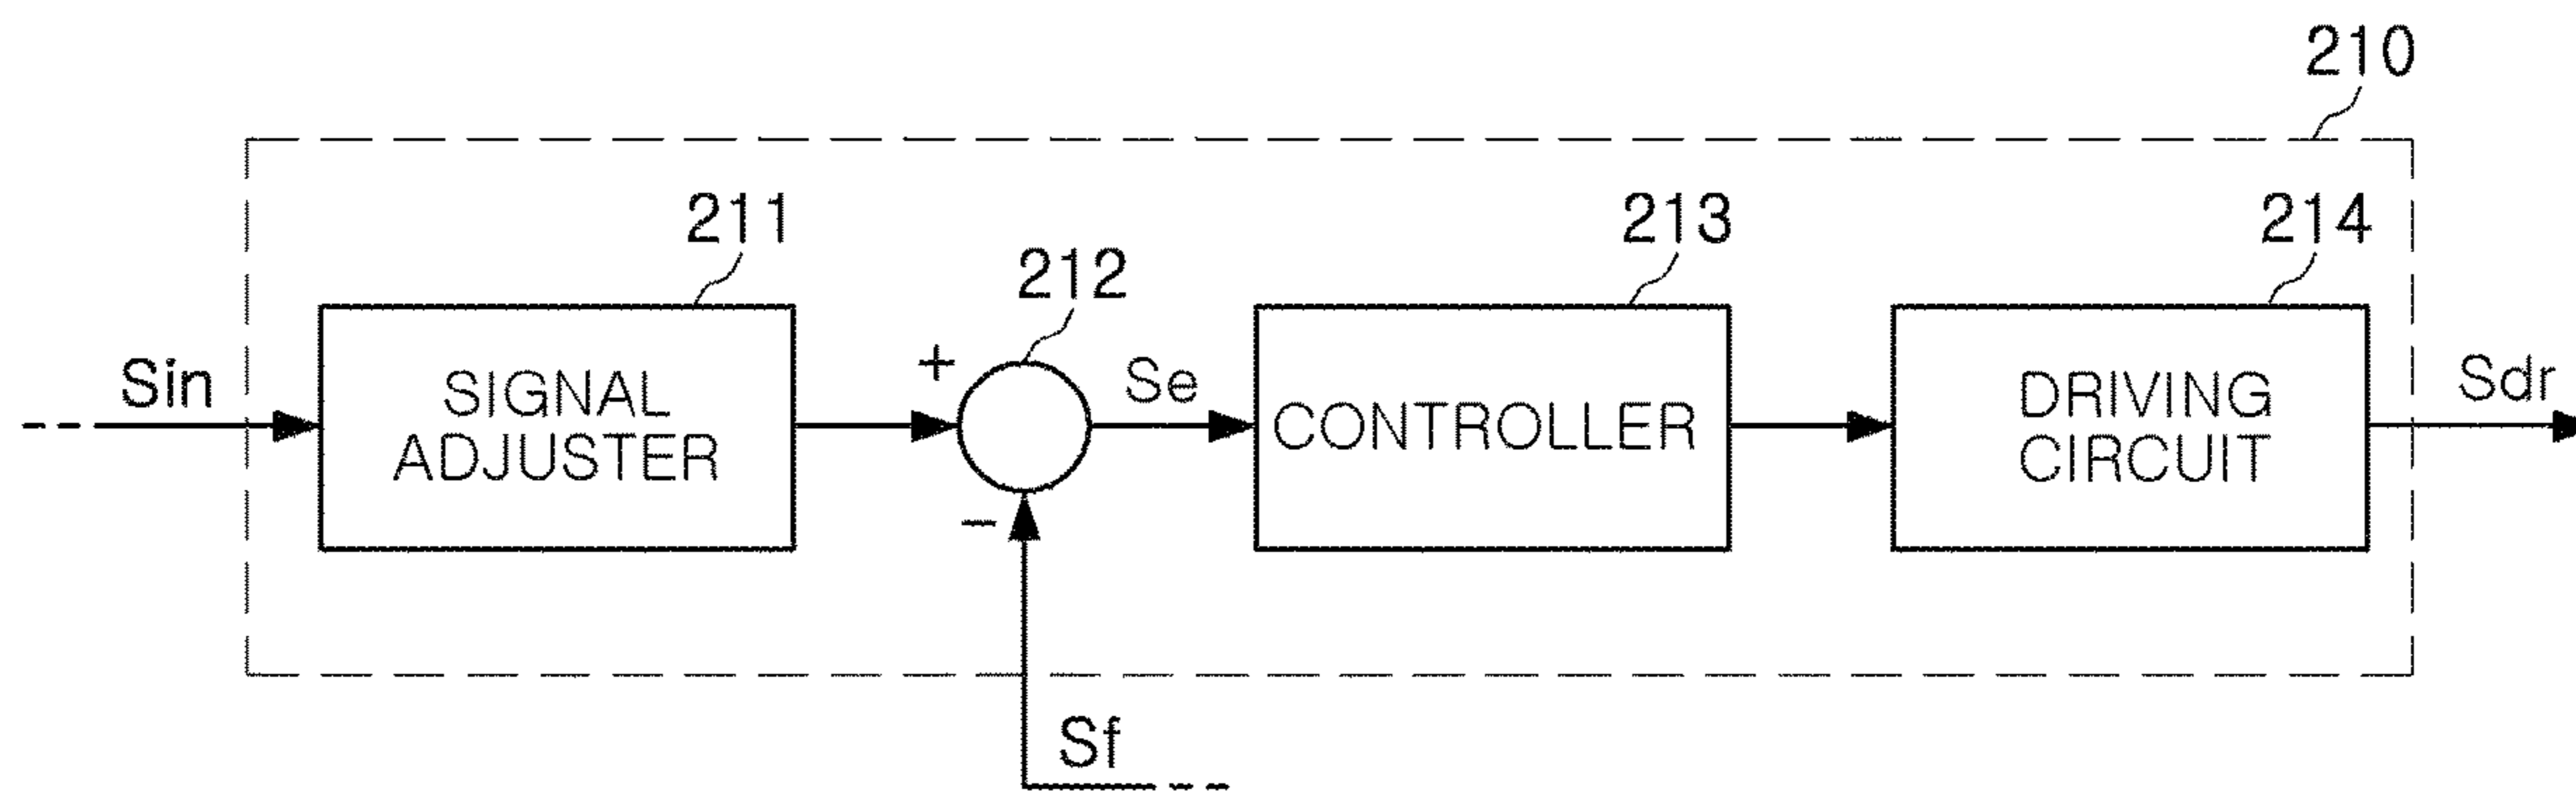 210
211
213
214
212
Sin
+
Se
Sdr
SIGNAL
ADJUSTER
CONTROLLER
DRIVING
CIRCUIT
−
Sf